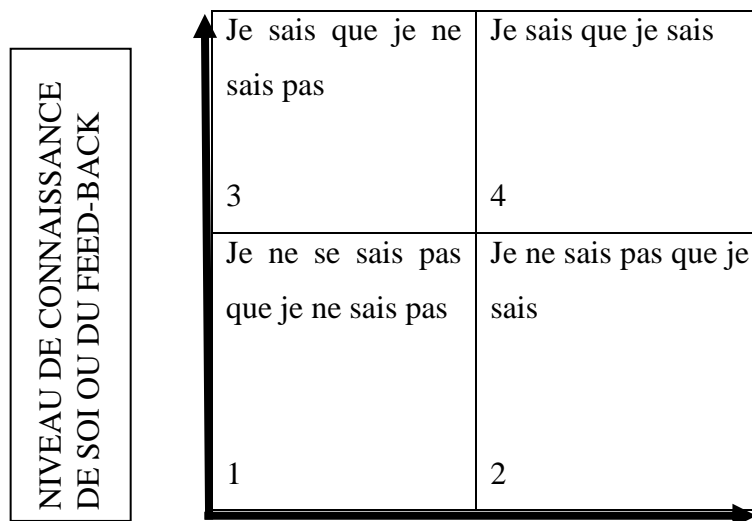 NIVEAU DE CONNAISSANCE
DE SOI OU DU FEED-BACK
Je sais que je ne
sais pas
3
Je sais que je sais
4
Je ne se sais pas
que je ne sais pas
1
Je ne sais pas que je
sais
2